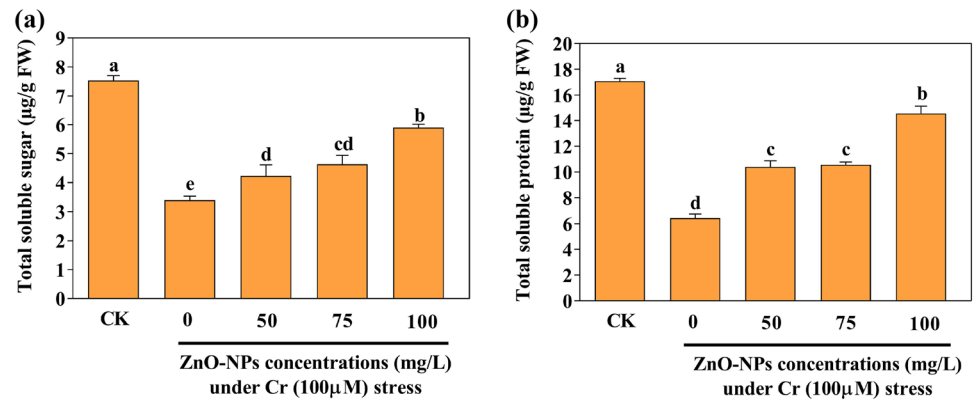 (a)
Total soluble sugar (µg/g FW)
9
8
7
6
5
4
3
2
1
0
a
e
d
cd
b
CK
0
50
75
100
ZnO-NPs concentrations (mg/L)
under Cr (100µM) stress
(b)
Total soluble protein (µg/g FW)
20
18
16
14
12
10
8
6
4
2
0
a
d
c
c
b
CK
0
50
75
100
ZnO-NPs concentrations (mg/L)
under Cr (100µM) stress